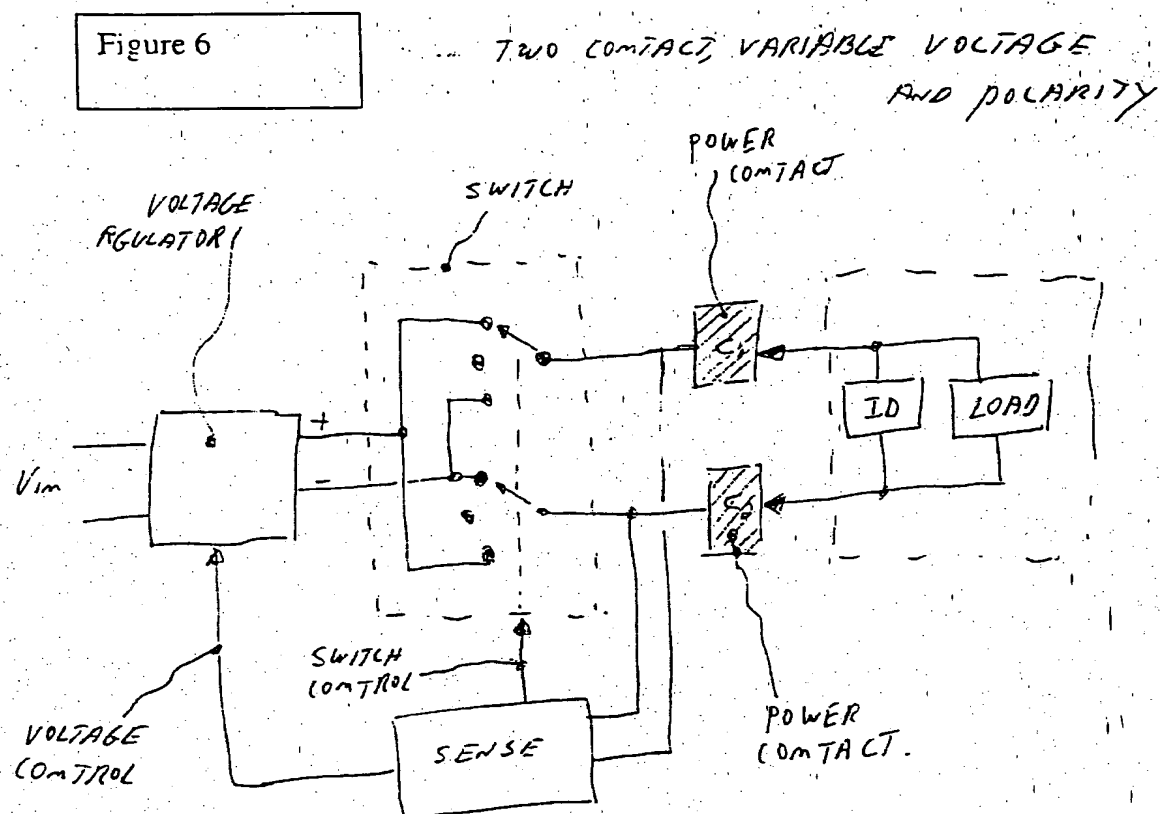 Figure 6
TWO CONTACT, VARIABLE VOLTAGE
AND POLARITY
POWER
CONTACT
SWITCH
VOLTAGE
RGULATOR
+
-
Vin
ID
LOAD
SWITCH
CONTROL
SENSE
VOLTAGE
CONTROL
POWER
CONTACT.